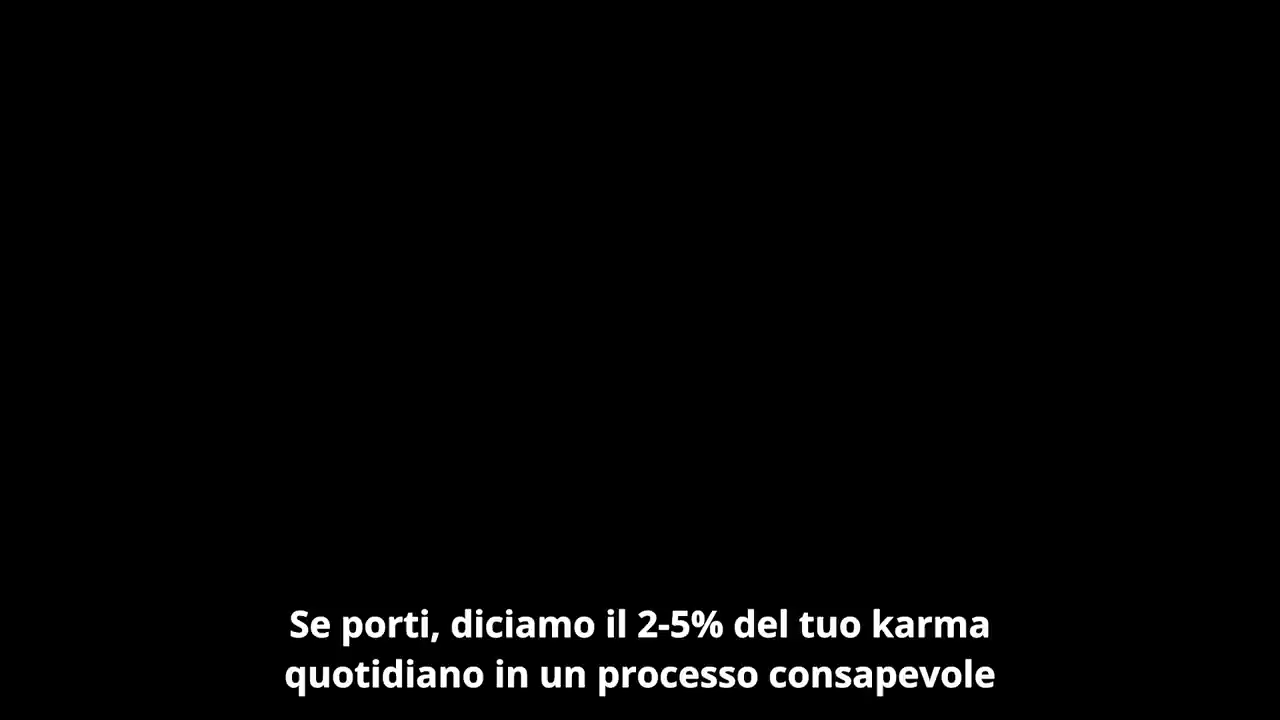 Se porti, diciamo il 2-5% del tuo karma
quotidiano in un processo consapevole